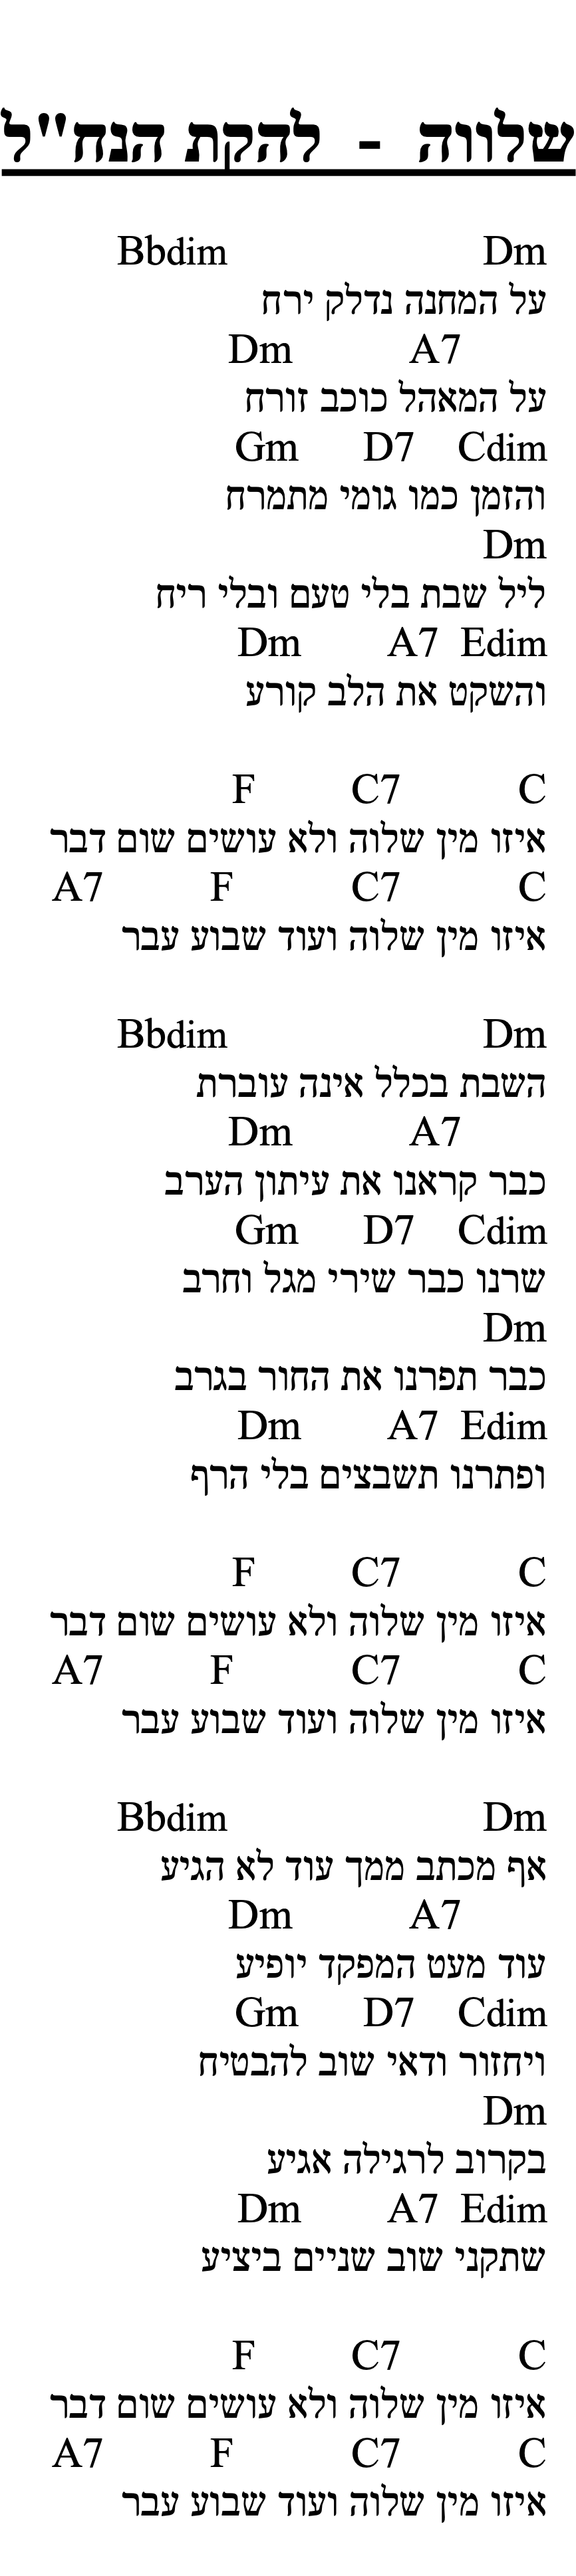 שלווה - להקת הנח"ל
Dm Bbdim
על המחנה נדלק ירח
A7 Dm
על המאהל כוכב זורח
Cdim D7 Gm
והזמן כמו גומי מתמרח
Dm
ליל שבת בלי טעם ובלי ריח
Edim A7 Dm
והשקט את הלב קורע
C C7 F
איזו מין שלוה ולא עושים שום דבר
C C7 F A7
איזו מין שלוה ועוד שבוע עבר
Dm Bbdim
השבת בכלל אינה עוברת
A7 Dm
כבר קראנו את עיתון הערב
Cdim D7 Gm
שרנו כבר שירי מגל וחרב
Dm
כבר תפרנו את החור בגרב
Edim A7 Dm
ופתרנו תשבצים בלי הרף
C C7 F
איזו מין שלוה ולא עושים שום דבר
C C7 F A7
איזו מין שלוה ועוד שבוע עבר
Dm Bbdim
אף מכתב ממך עוד לא הגיע
A7 Dm
עוד מעט המפקד יופיע
Cdim D7 Gm
ויחזור ודאי שוב להבטיח
Dm
בקרוב לרגילה אגיע
Edim A7 Dm
שתקני שוב שניים ביציע
C C7 F
איזו מין שלוה ולא עושים שום דבר
C C7 F A7
איזו מין שלוה ועוד שבוע עבר